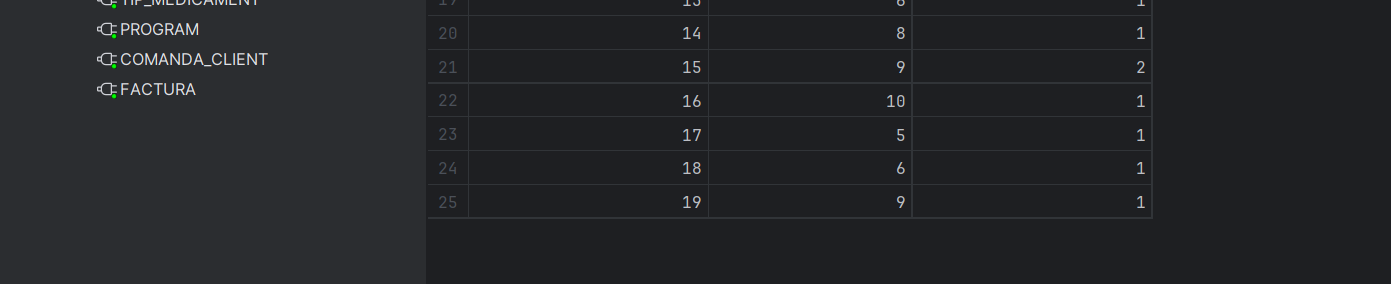 PROGRAM
COMANDA_CLIENT
FACTURA
20 14 8 1
21 15 9 2
22 16 10 1
23 17 5 1
24 18 6 1
25 19 9 1